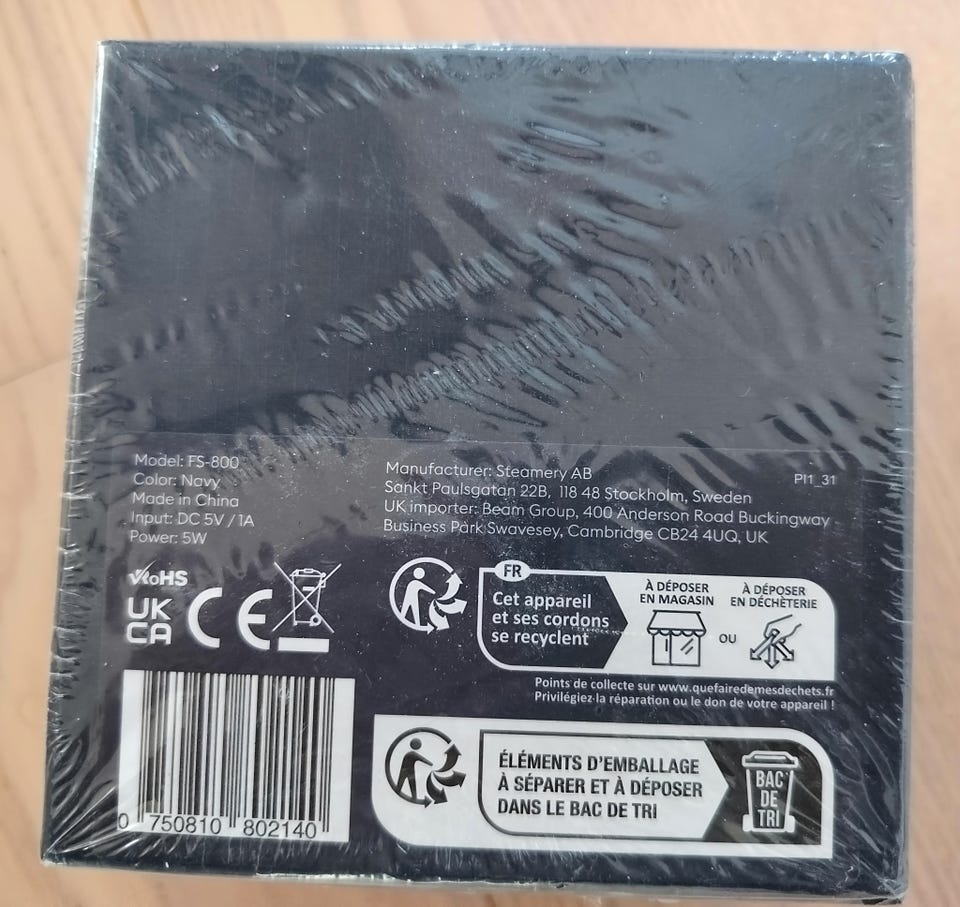 Model: FS-800
Color: Navy
Made in China
Input: DC 5V / 1A
Power: 5W
Manufacturer: Steamery AB
Sankt Paulsgatan 22B, 118 48 Stockholm, Sweden
UK importer: Beam Group, 400 Anderson Road Buckingway
Business Park Swavesey, Cambridge CB24 4UQ, UK
PI1_31
RoHS
UK
CA
CE
FR
Cet appareil
et ses cordons
se recyclent
À DÉPOSER
EN MAGASIN
OU
À DÉPOSER
EN DÉCHÈTERIE
Points de collecte sur www.quefairedemesdechets.fr
Privilégiez la réparation ou le don de votre appareil !
0 750810 802140
ÉLÉMENTS D'EMBALLAGE
À SÉPARER ET À DÉPOSER
DANS LE BAC DE TRI
BAC
DE
TRI